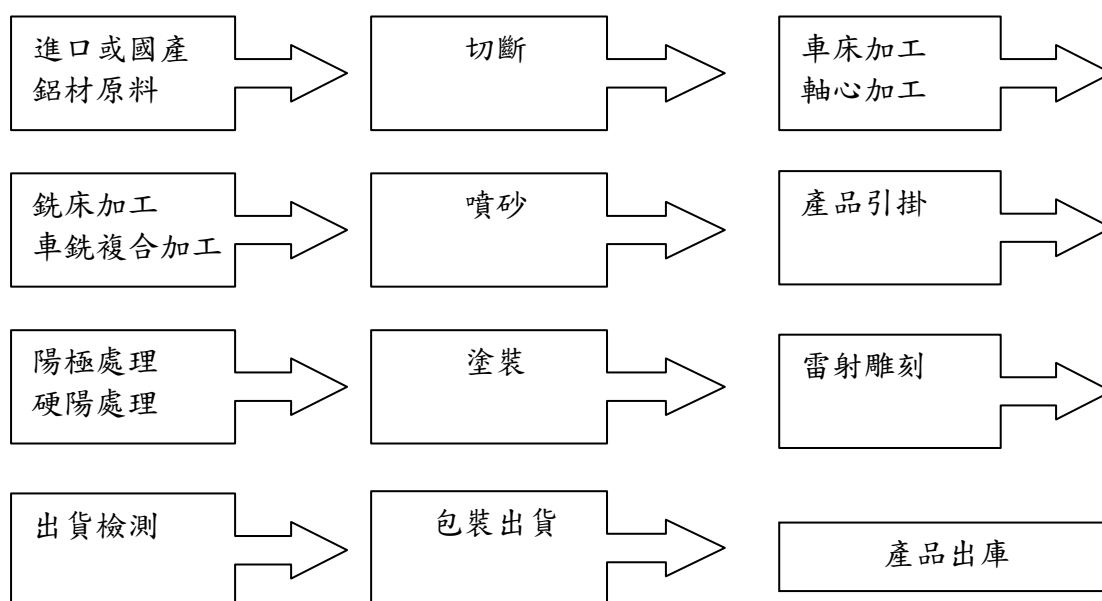 進口或國產
鋁材原料
切斷
車床加工
軸心加工
銑床加工
車銑複合加工
噴砂
產品引掛
陽極處理
硬陽處理
塗裝
雷射雕刻
出貨檢測
包裝出貨
產品出庫